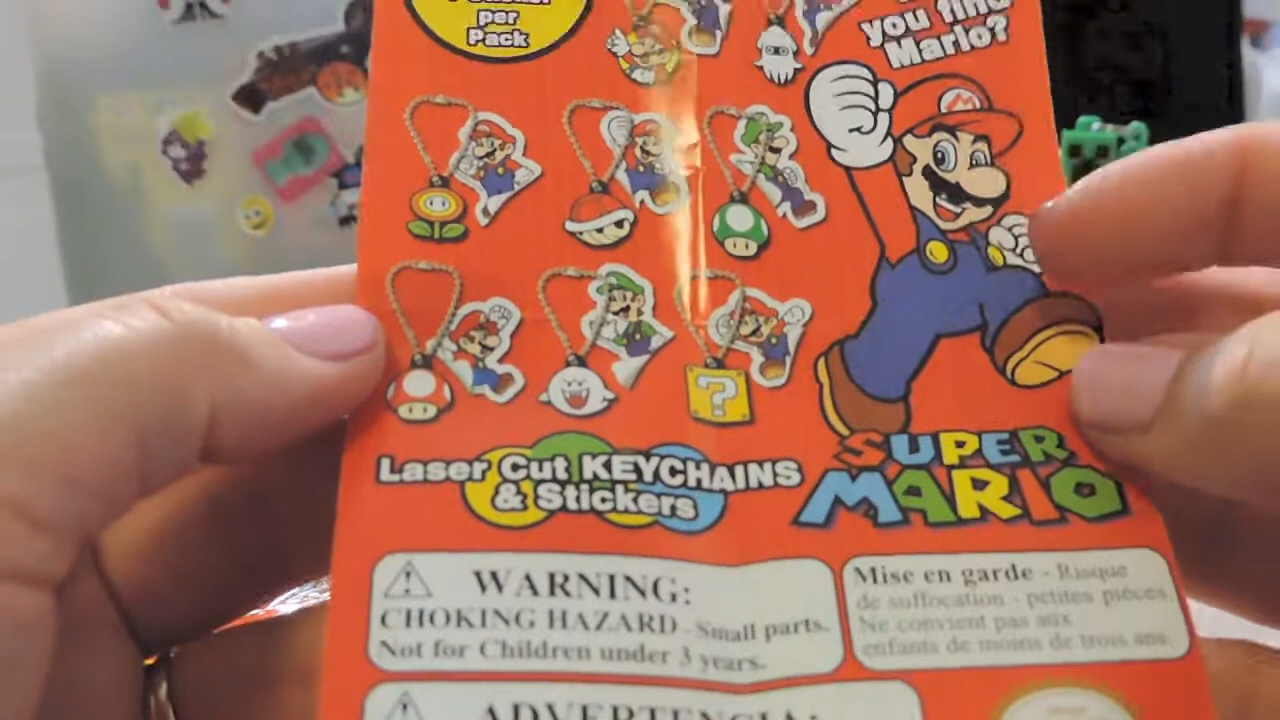 per
Pack
you find
Mario?
M
?
Laser Cut KEYCHAINS
& Stickers
SUPER
MARIO
WARNING:
CHOKING HAZARD - Small parts.
Not for Children under 3 years.
Mise en garde - Risque
de suffocation - petites pièces.
Ne convient pas aux
enfants de moins de trois ans.
ADVERTENCIA: